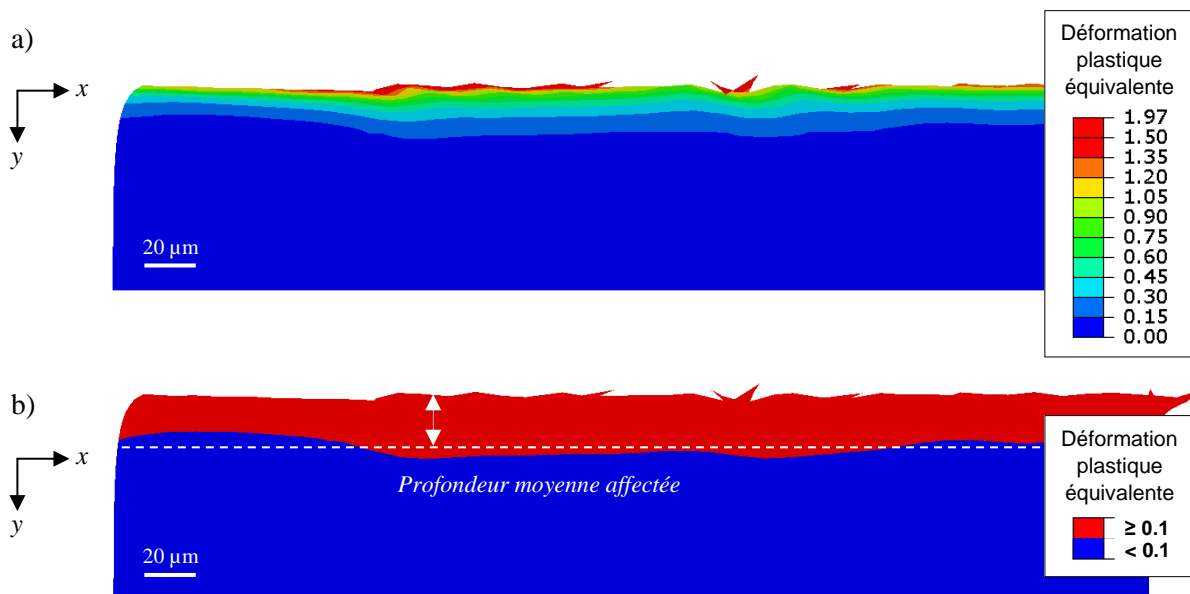 a)
x
y
20 µm
Déformation
plastique
équivalente
1.97
1.50
1.35
1.20
1.05
0.90
0.75
0.60
0.45
0.30
0.15
0.00
b)
x
y
Profondeur moyenne affectée
20 µm
Déformation
plastique
équivalente
≥ 0.1
< 0.1